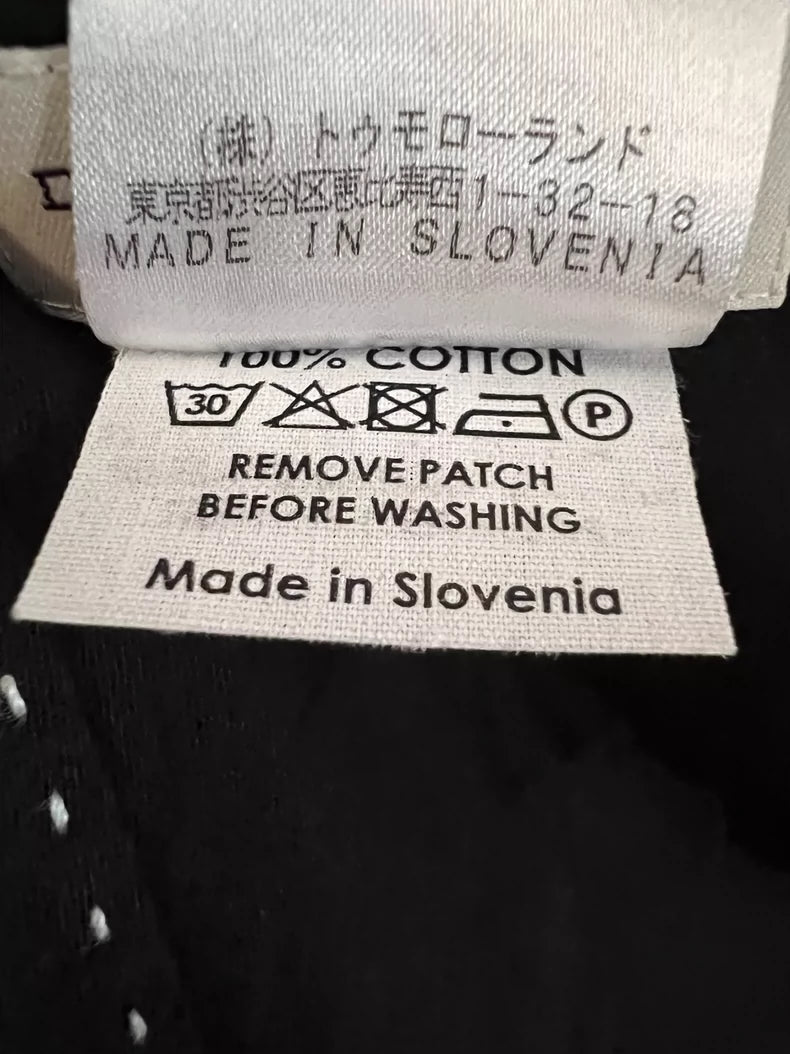 (株) トゥモローランド
東京都渋谷区恵比寿西1-32-18
MADE IN SLOVENIA
100% COTTON
30 P
REMOVE PATCH
BEFORE WASHING
Made in Slovenia